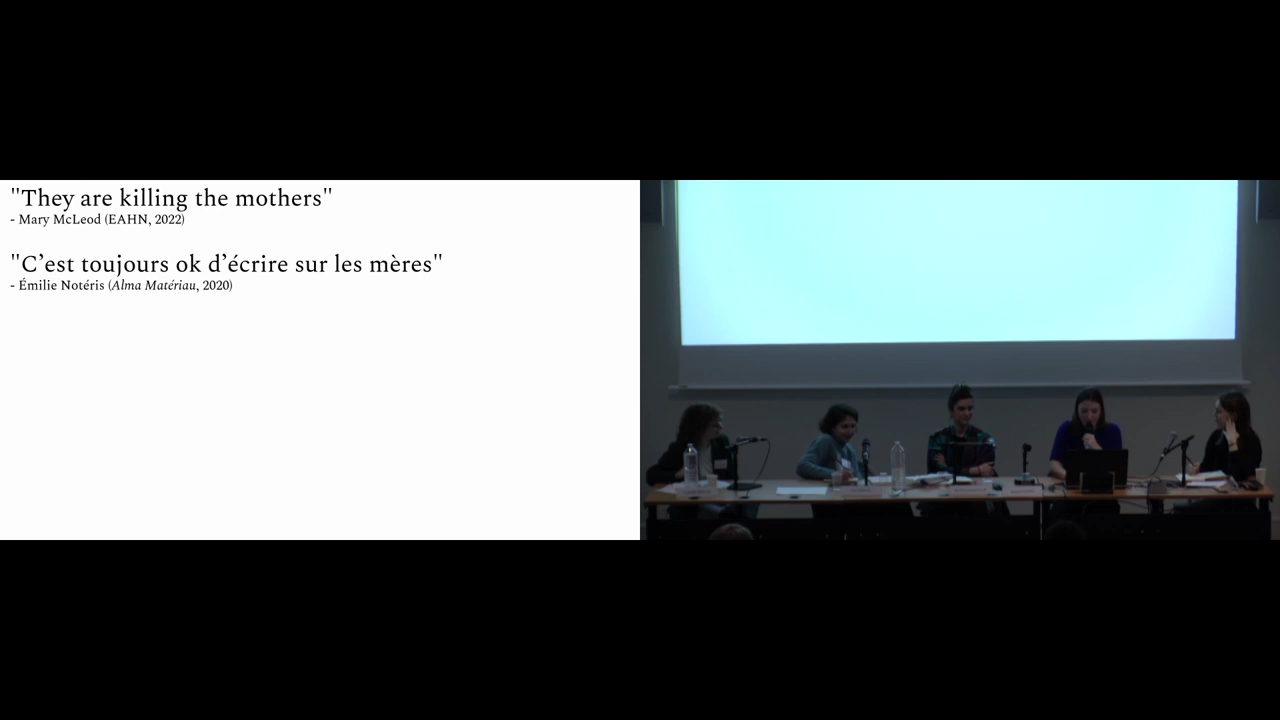 "They are killing the mothers"
- Mary McLeod (EAHN, 2022)
"C’est toujours ok d’écrire sur les mères"
- Émilie Notéris (Alma Matériau, 2020)